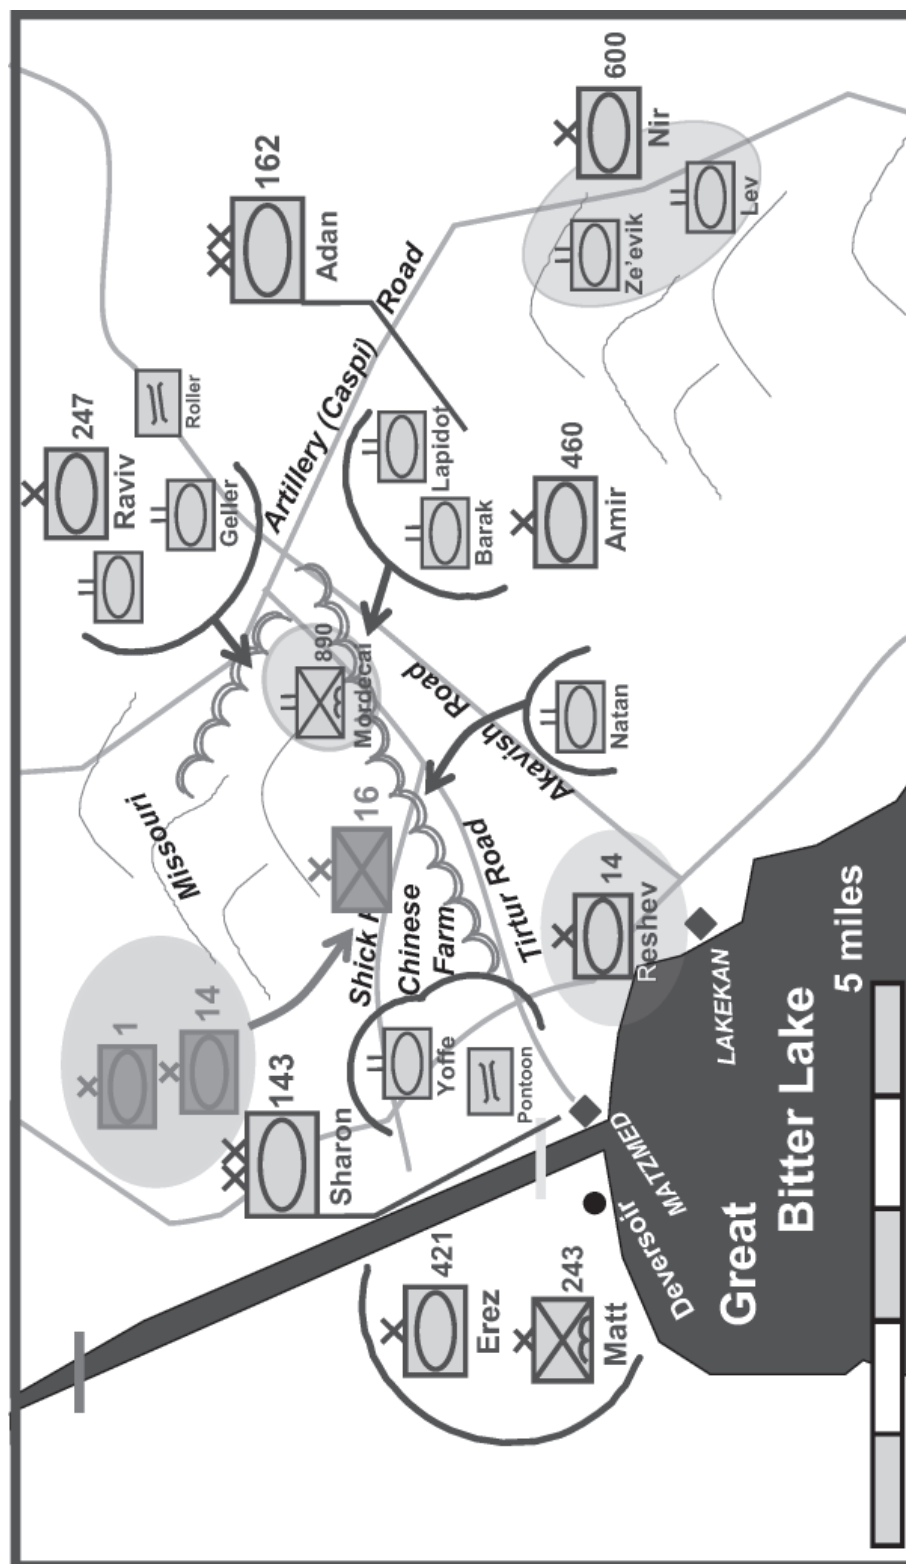 247
Raviv
1
14
Missouri
Geller
Roller
162
Adan
143
Sharon
Artillery (Caspi) Road
890
Mordecai
16
Shick
Chinese
Farm
Lapidot
Barak
Yoffe
421
Erez
Akavish Road
Tirtur Road
Pontoon
460
Amir
243
Matt
Natan
14
Reshev
600
Nir
Ze'evik
Lev
Deversoir
MATZMED
LAKEKAN
Great
Bitter Lake
5 miles